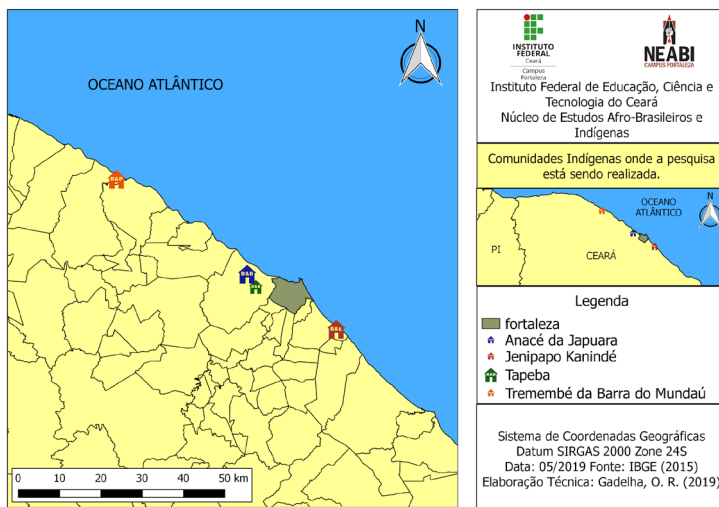 N
OCEANO ATLÂNTICO
B&B
B&B
B&B
B&B
0 10 20 30 40 50 km
INSTITUTO
FEDERAL
Ceará
Campus
Fortaleza
NEABI
CAMPUS FORTALEZA
Instituto Federal de Educação, Ciência e
Tecnologia do Ceará
Núcleo de Estudos Afro-Brasileiros e
Indígenas
Comunidades Indígenas onde a pesquisa
está sendo realizada.
OCEANO
ATLÂNTICO
N
PI
CEARÁ
Legenda
fortaleza
Anacé da Japuara
Jenipapo Kanindé
Tapeba
Tremembé da Barra do Mundaú
Sistema de Coordenadas Geográficas
Datum SIRGAS 2000 Zone 24S
Data: 05/2019 Fonte: IBGE (2015)
Elaboração Técnica: Gadelha, O. R. (2019)